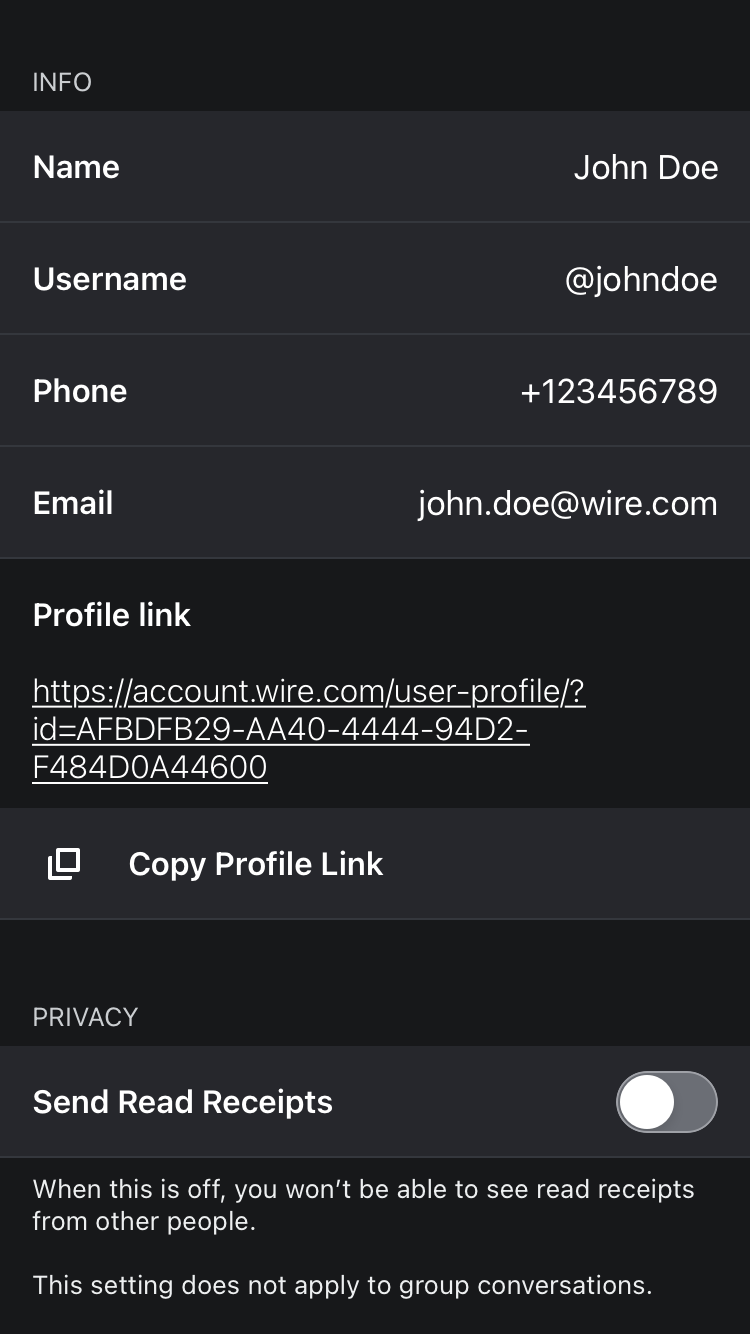 INFO
Name John Doe
Username @johndoe
Phone +123456789
Email john.doe@wire.com
Profile link
https://account.wire.com/user-profile/?
id=AFBDFB29-AA40-4444-94D2-
F484D0A44600
Copy Profile Link
PRIVACY
Send Read Receipts
When this is off, you won’t be able to see read receipts
from other people.
This setting does not apply to group conversations.